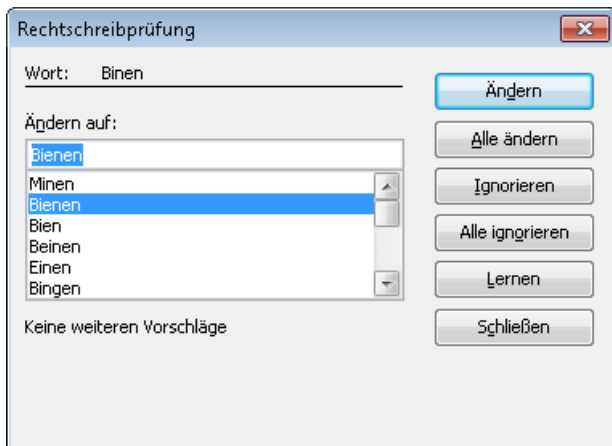 Rechtschreibprüfung
Wort: Binen
Ändern auf:
Bienen
Minen
Bienen
Bien
Beinen
Einen
Bingen
Keine weiteren Vorschläge
Ändern
Alle ändern
Ignorieren
Alle ignorieren
Lernen
Schließen